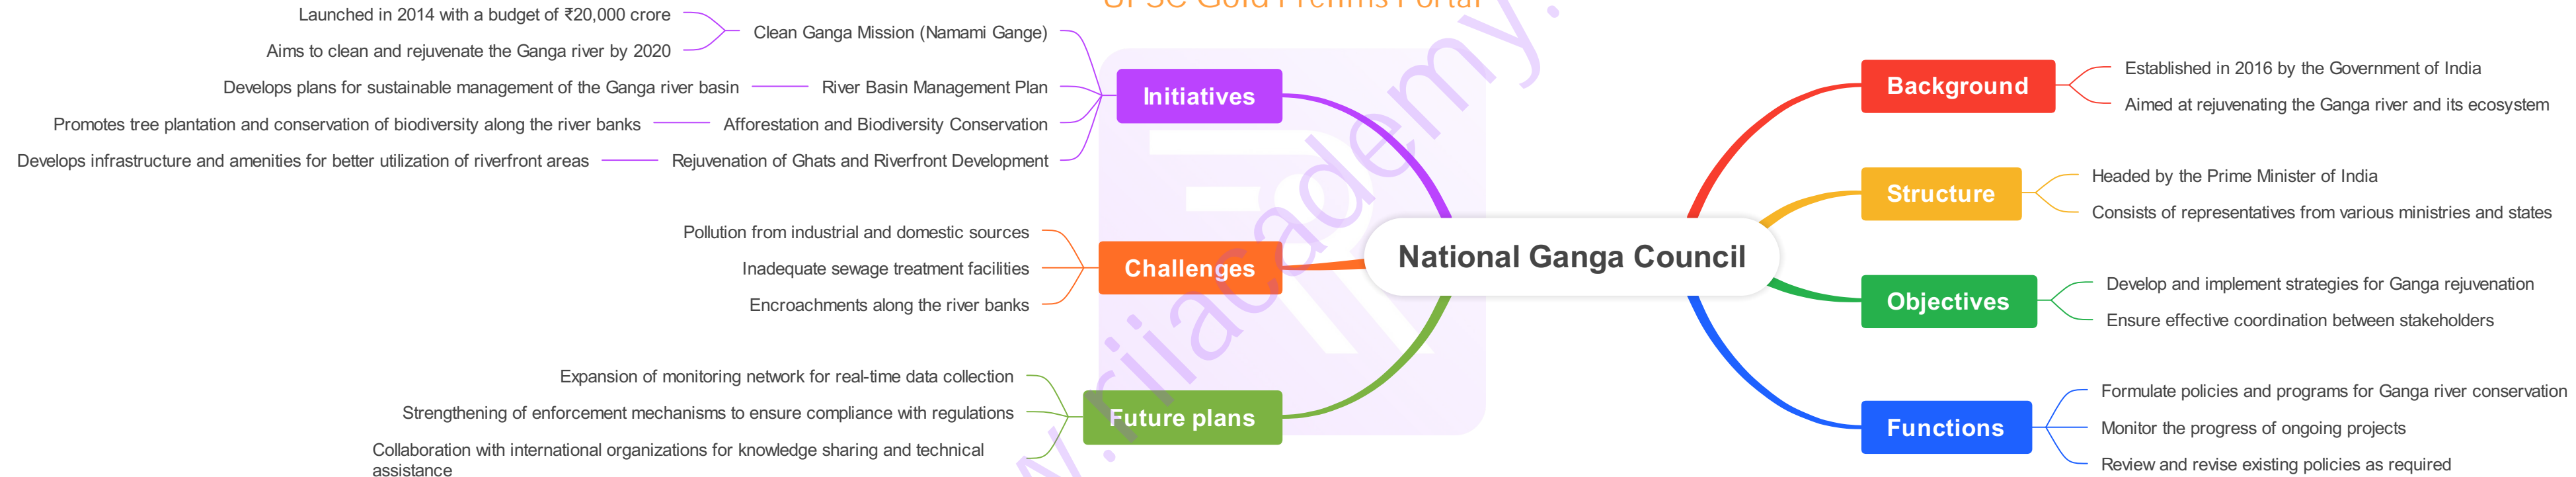 UPSC Gold Prelims Portal
National Ganga Council
Background
Established in 2016 by the Government of India
Aimed at rejuvenating the Ganga river and its ecosystem
Structure
Headed by the Prime Minister of India
Consists of representatives from various ministries and states
Objectives
Develop and implement strategies for Ganga rejuvenation
Ensure effective coordination between stakeholders
Functions
Formulate policies and programs for Ganga river conservation
Monitor the progress of ongoing projects
Review and revise existing policies as required
Initiatives
Clean Ganga Mission (Namami Gange)
Launched in 2014 with a budget of ₹20,000 crore
Aims to clean and rejuvenate the Ganga river by 2020
River Basin Management Plan
Develops plans for sustainable management of the Ganga river basin
Afforestation and Biodiversity Conservation
Promotes tree plantation and conservation of biodiversity along the river banks
Rejuvenation of Ghats and Riverfront Development
Develops infrastructure and amenities for better utilization of riverfront areas
Challenges
Pollution from industrial and domestic sources
Inadequate sewage treatment facilities
Encroachments along the river banks
Future plans
Expansion of monitoring network for real-time data collection
Strengthening of enforcement mechanisms to ensure compliance with regulations
Collaboration with international organizations for knowledge sharing and technical
assistance